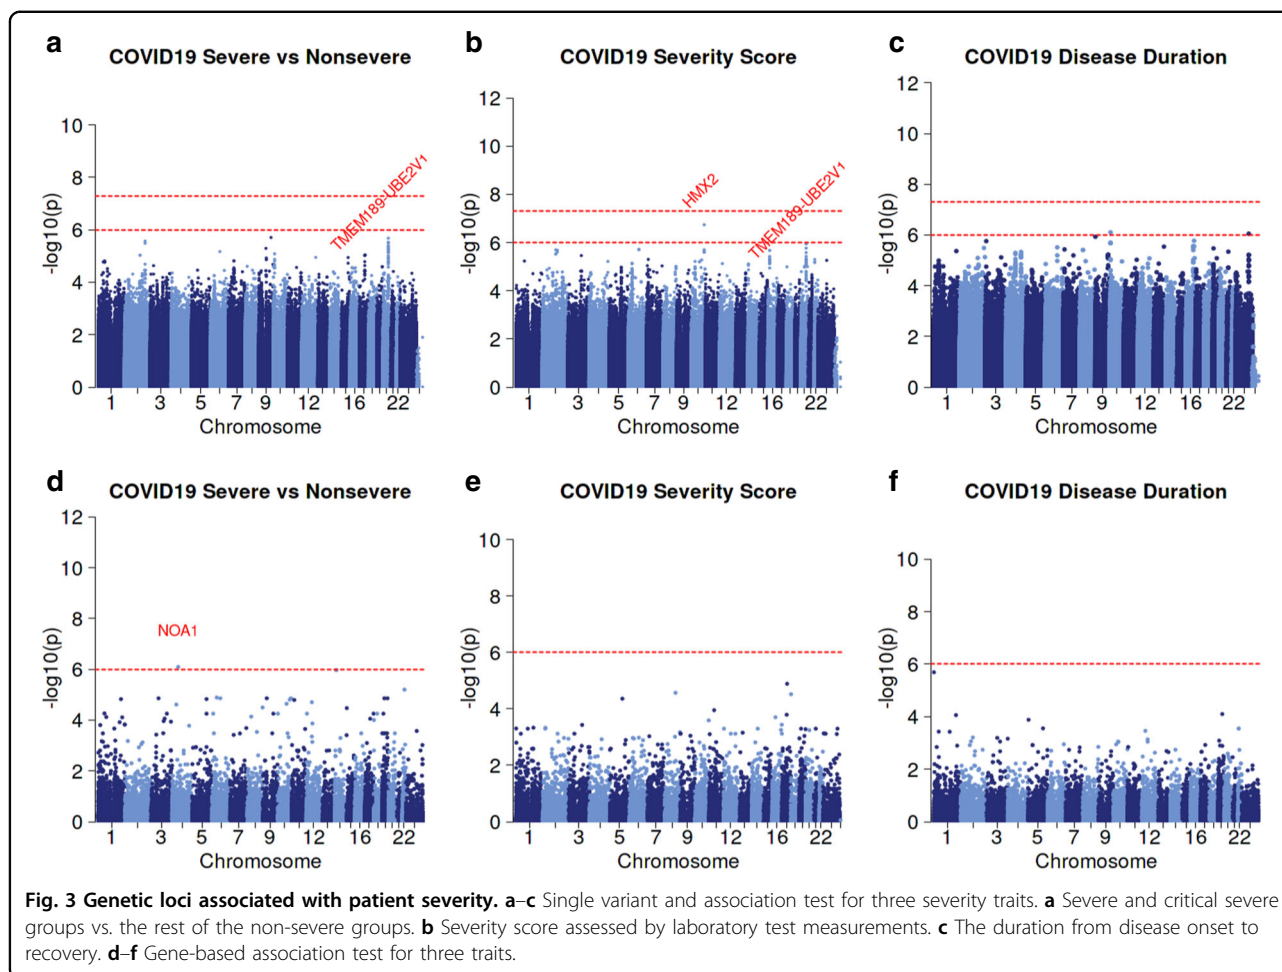 a
COVID19 Severe vs Nonsevere
10
8
6
4
2
0
-log10(p)
TMEM189-UBE2V1
1 3 5 7 9 12 16 22
Chromosome
b
COVID19 Severity Score
12
10
8
6
4
2
0
-log10(p)
HMX2
TMEM189-UBE2V1
1 3 5 7 9 12 16 22
Chromosome
c
COVID19 Disease Duration
12
10
8
6
4
2
0
-log10(p)
1 3 5 7 9 12 16 22
Chromosome
d
COVID19 Severe vs Nonsevere
12
10
8
6
4
2
0
-log10(p)
NOA1
1 3 5 7 9 12 16 22
Chromosome
e
COVID19 Severity Score
10
8
6
4
2
0
-log10(p)
1 3 5 7 9 12 16 22
Chromosome
f
COVID19 Disease Duration
10
8
6
4
2
0
-log10(p)
1 3 5 7 9 12 16 22
Chromosome
Fig. 3 Genetic loci associated with patient severity. a–c Single variant and association test for three severity traits. a Severe and critical severe
groups vs. the rest of the non-severe groups. b Severity score assessed by laboratory test measurements. c The duration from disease onset to
recovery. d–f Gene-based association test for three traits.